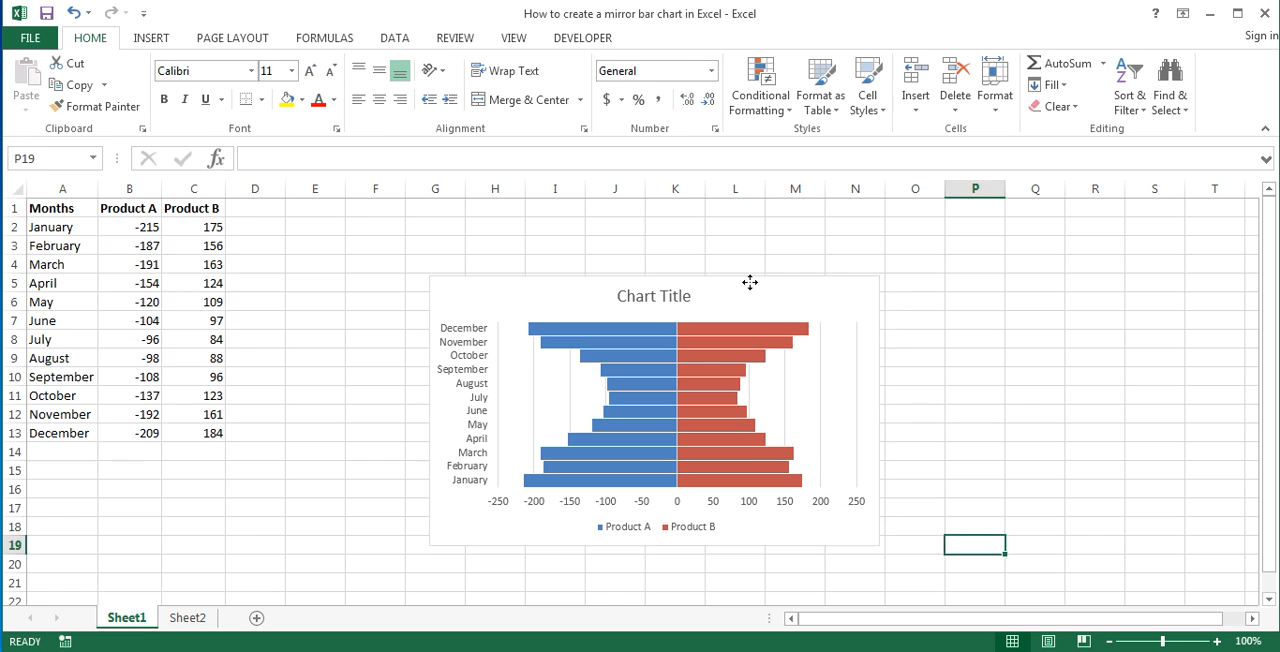 How to create a mirror bar chart in Excel - Excel
?
Sign in
FILE HOME INSERT PAGE LAYOUT FORMULAS DATA REVIEW VIEW DEVELOPER
Paste
Cut
Copy
Format Painter
Clipboard
Calibri 11
B I U
Font
Wrap Text
Merge & Center
Alignment
General
$ % ,
Number
Conditional Formatting
Format as Table
Cell Styles
Styles
Insert Delete Format
Cells
AutoSum
Fill
Clear
Sort & Filter
Find & Select
Editing
P19 fx
A B C D E F G H I J K L M N O P Q R S T
1 Months Product A Product B
2 January -215 175
3 February -187 156
4 March -191 163
5 April -154 124
6 May -120 109
7 June -104 97
8 July -96 84
9 August -98 88
10 September -108 96
11 October -137 123
12 November -192 161
13 December -209 184
14
15
16
17
18
19
20
21
22
Chart Title
December
November
October
September
August
July
June
May
April
March
February
January
-250 -200 -150 -100 -50 0 50 100 150 200 250
Product A Product B
Sheet1 Sheet2
READY 100%